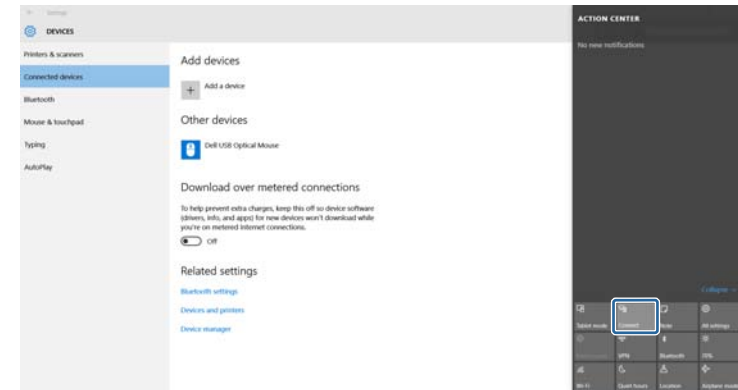 Settings
DEVICES
Printers & scanners
Connected devices
Bluetooth
Mouse & touchpad
Typing
AutoPlay
Add devices
Add a device
Other devices
Dell USB Optical Mouse
Download over metered connections
To help prevent extra charges, keep this off so device software
(drivers, info, and apps) for new devices won't download while
you're on metered Internet connections.
Off
Related settings
Bluetooth settings
Devices and printers
Device manager
ACTION CENTER
No new notifications
Collapse
Tablet mode
Connect
Note
All settings
VPN
Bluetooth
70%
Wi-Fi
Quiet hours
Location
Airplane mode